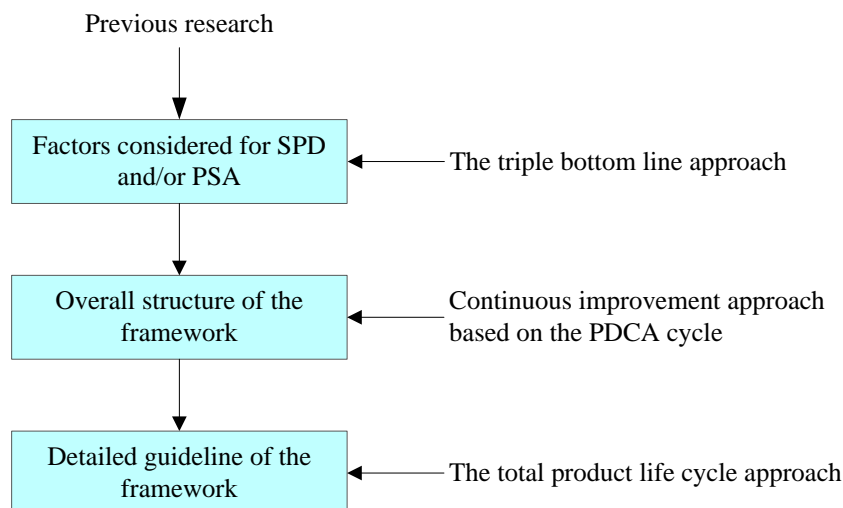 Previous research
Factors considered for SPD
and/or PSA
The triple bottom line approach
Overall structure of the
framework
Continuous improvement approach
based on the PDCA cycle
Detailed guideline of the
framework
The total product life cycle approach